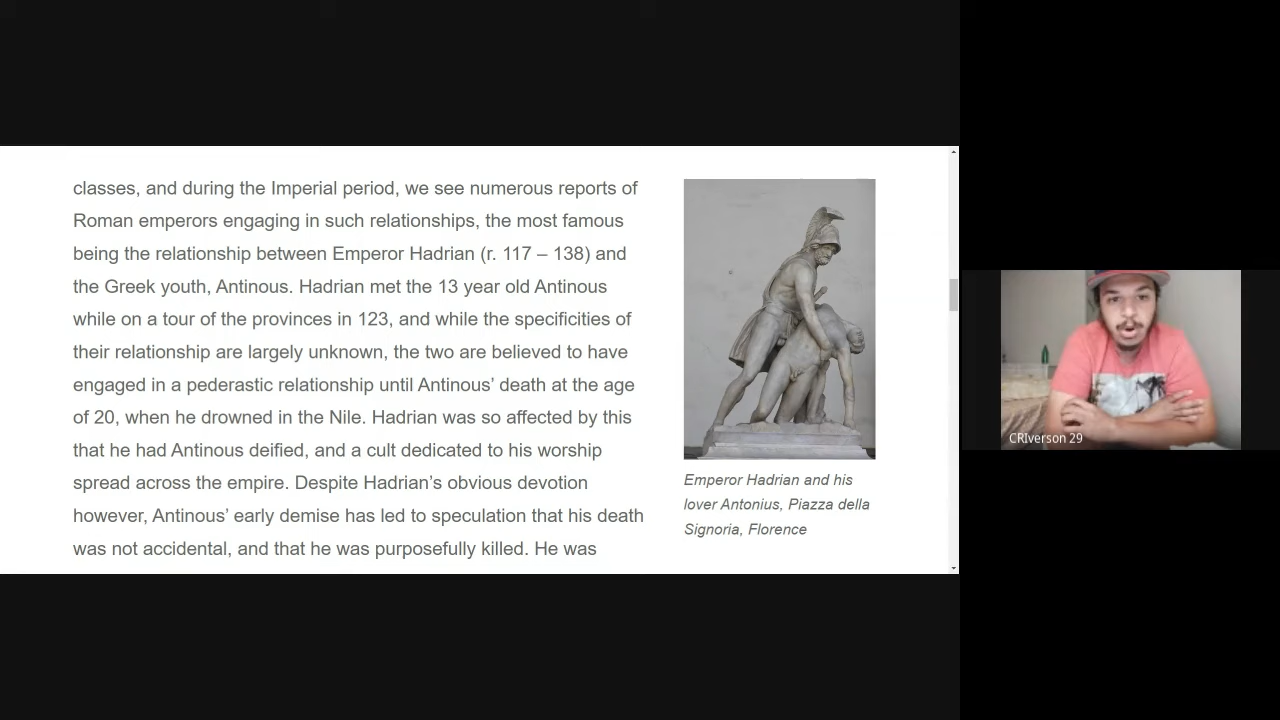 classes, and during the Imperial period, we see numerous reports of
Roman emperors engaging in such relationships, the most famous
being the relationship between Emperor Hadrian (r. 117 – 138) and
the Greek youth, Antinous. Hadrian met the 13 year old Antinous
while on a tour of the provinces in 123, and while the specificities of
their relationship are largely unknown, the two are believed to have
engaged in a pederastic relationship until Antinous’ death at the age
of 20, when he drowned in the Nile. Hadrian was so affected by this
that he had Antinous deified, and a cult dedicated to his worship
spread across the empire. Despite Hadrian’s obvious devotion
however, Antinous’ early demise has led to speculation that his death
was not accidental, and that he was purposefully killed. He was
Emperor Hadrian and his
lover Antonius, Piazza della
Signoria, Florence
CRIverson 29